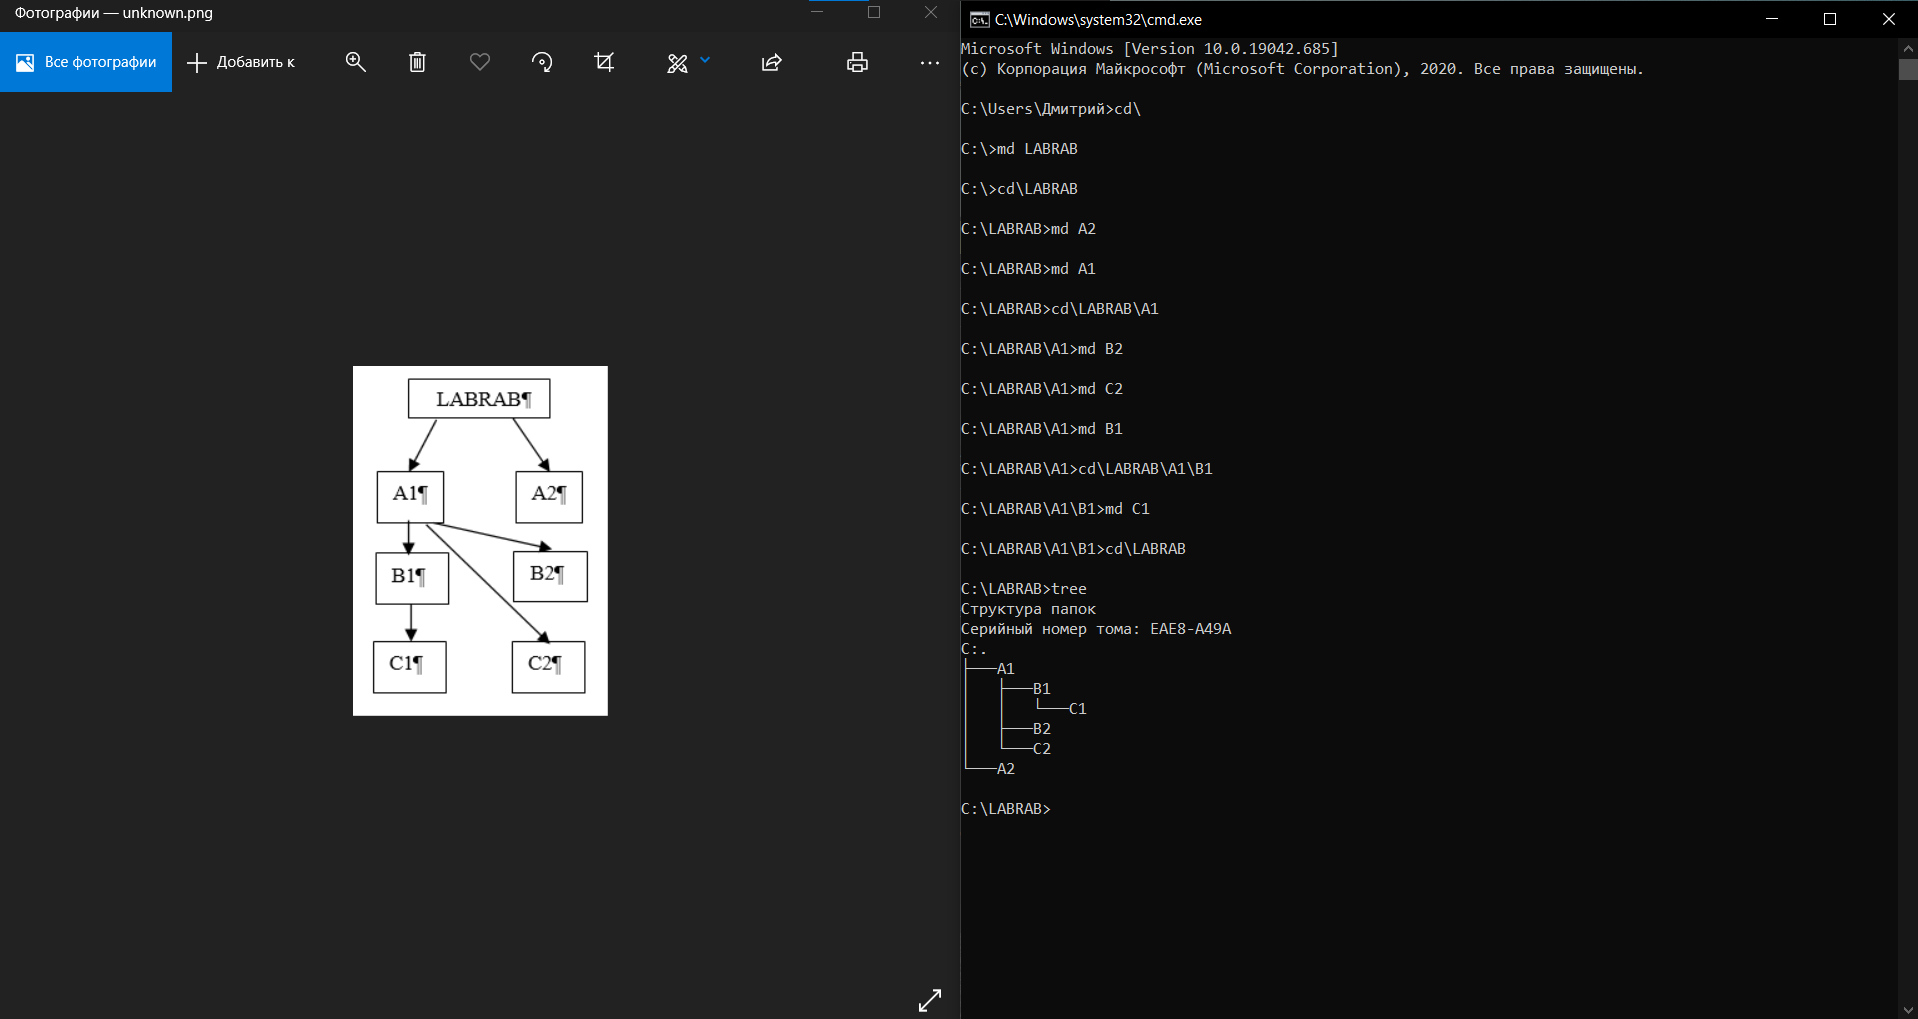 Фотографии — unknown.png
Все фотографии
Добавить к
LABRAB¶
A1¶
A2¶
B1¶
B2¶
C1¶
C2¶
C:\Windows\system32\cmd.exe
Microsoft Windows [Version 10.0.19042.685]
(c) Корпорация Майкрософт (Microsoft Corporation), 2020. Все права защищены.
C:\Users\Дмитрий>cd\
C:\>md LABRAB
C:\>cd\LABRAB
C:\LABRAB>md A2
C:\LABRAB>md A1
C:\LABRAB>cd\LABRAB\A1
C:\LABRAB\A1>md B2
C:\LABRAB\A1>md C2
C:\LABRAB\A1>md B1
C:\LABRAB\A1>cd\LABRAB\A1\B1
C:\LABRAB\A1\B1>md C1
C:\LABRAB\A1\B1>cd\LABRAB
C:\LABRAB>tree
Структура папок
Серийный номер тома: EAE8-A49A
C:.
├───A1
│   ├───B1
│   │   └───C1
│   ├───B2
│   └───C2
└───A2
C:\LABRAB>